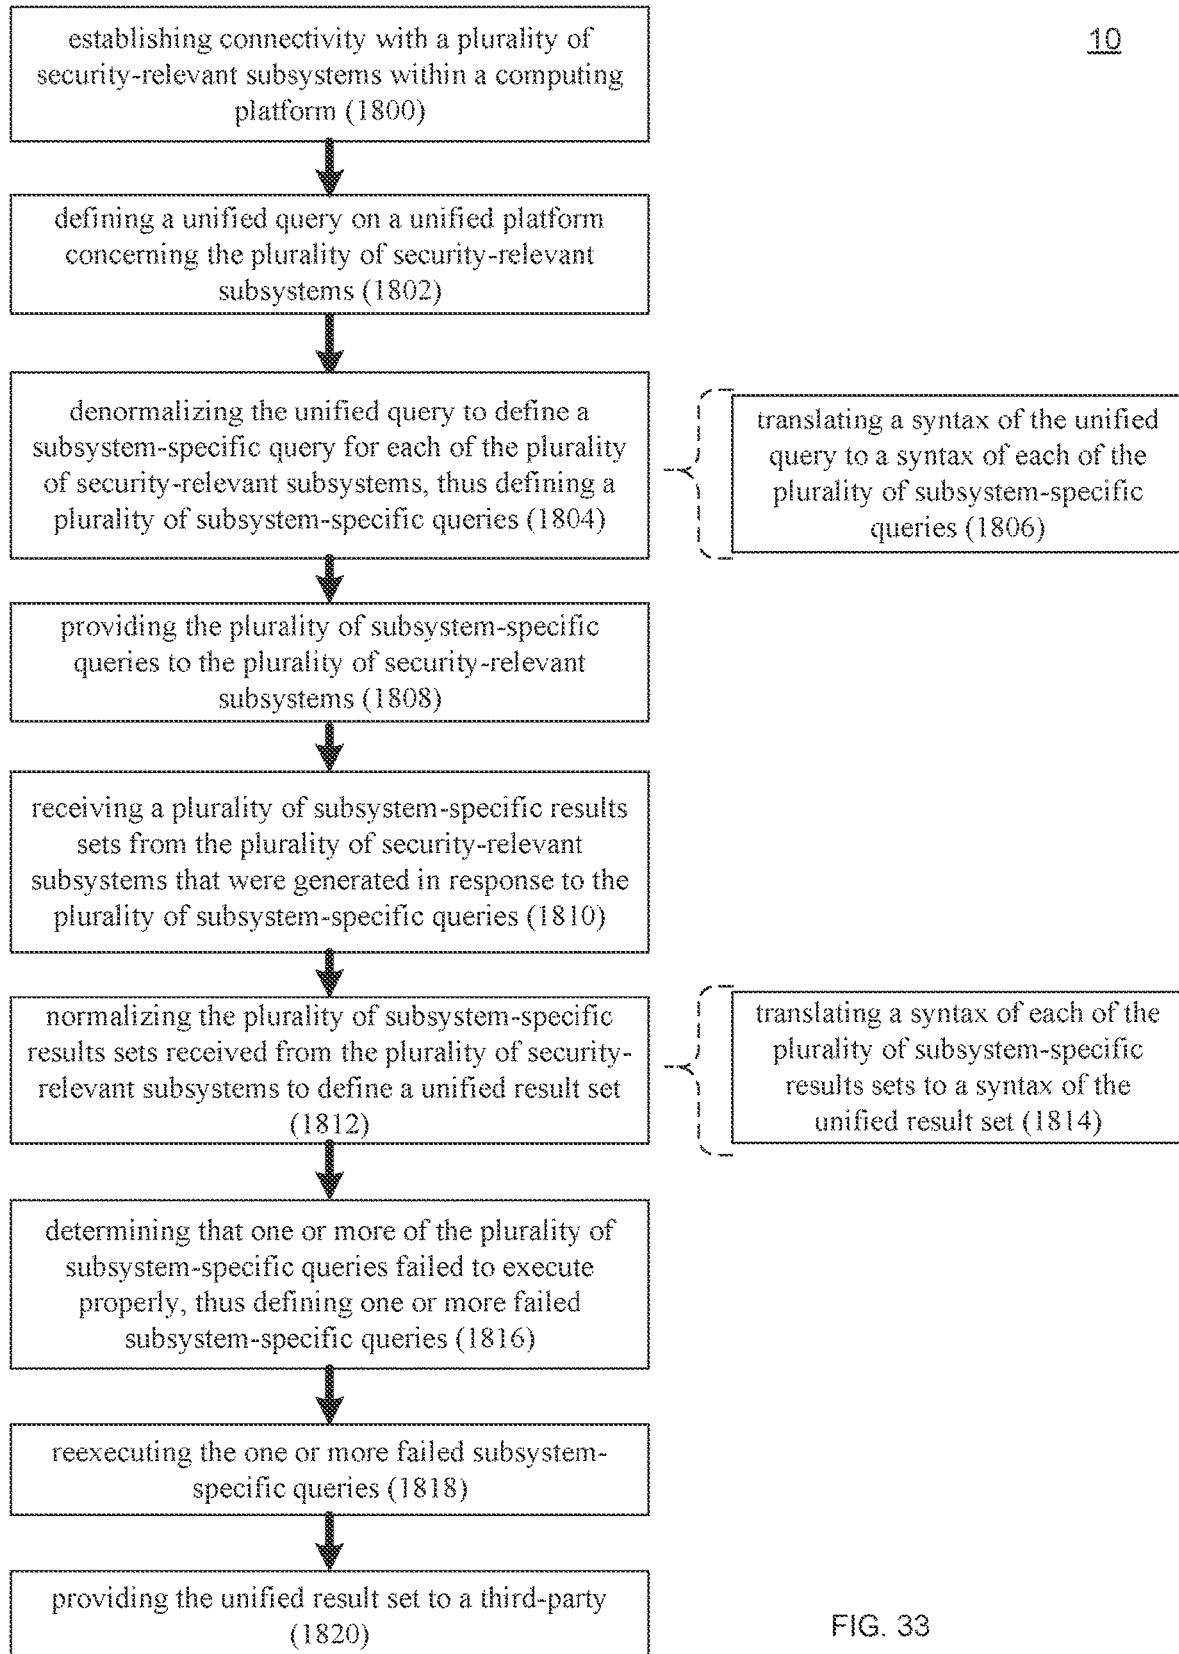 establishing connectivity with a plurality of
security-relevant subsystems within a computing
platform (1800)
10
defining a unified query on a unified platform
concerning the plurality of security-relevant
subsystems (1802)
denormalizing the unified query to define a
subsystem-specific query for each of the plurality
of security-relevant subsystems, thus defining a
plurality of subsystem-specific queries (1804)
translating a syntax of the unified
query to a syntax of each of the
plurality of subsystem-specific
queries (1806)
providing the plurality of subsystem-specific
queries to the plurality of security-relevant
subsystems (1808)
receiving a plurality of subsystem-specific results
sets from the plurality of security-relevant
subsystems that were generated in response to the
plurality of subsystem-specific queries (1810)
normalizing the plurality of subsystem-specific
results sets received from the plurality of security-
relevant subsystems to define a unified result set
(1812)
translating a syntax of each of the
plurality of subsystem-specific
results sets to a syntax of the
unified result set (1814)
determining that one or more of the plurality of
subsystem-specific queries failed to execute
properly, thus defining one or more failed
subsystem-specific queries (1816)
reexecuting the one or more failed subsystem-
specific queries (1818)
providing the unified result set to a third-party
(1820)
FIG. 33